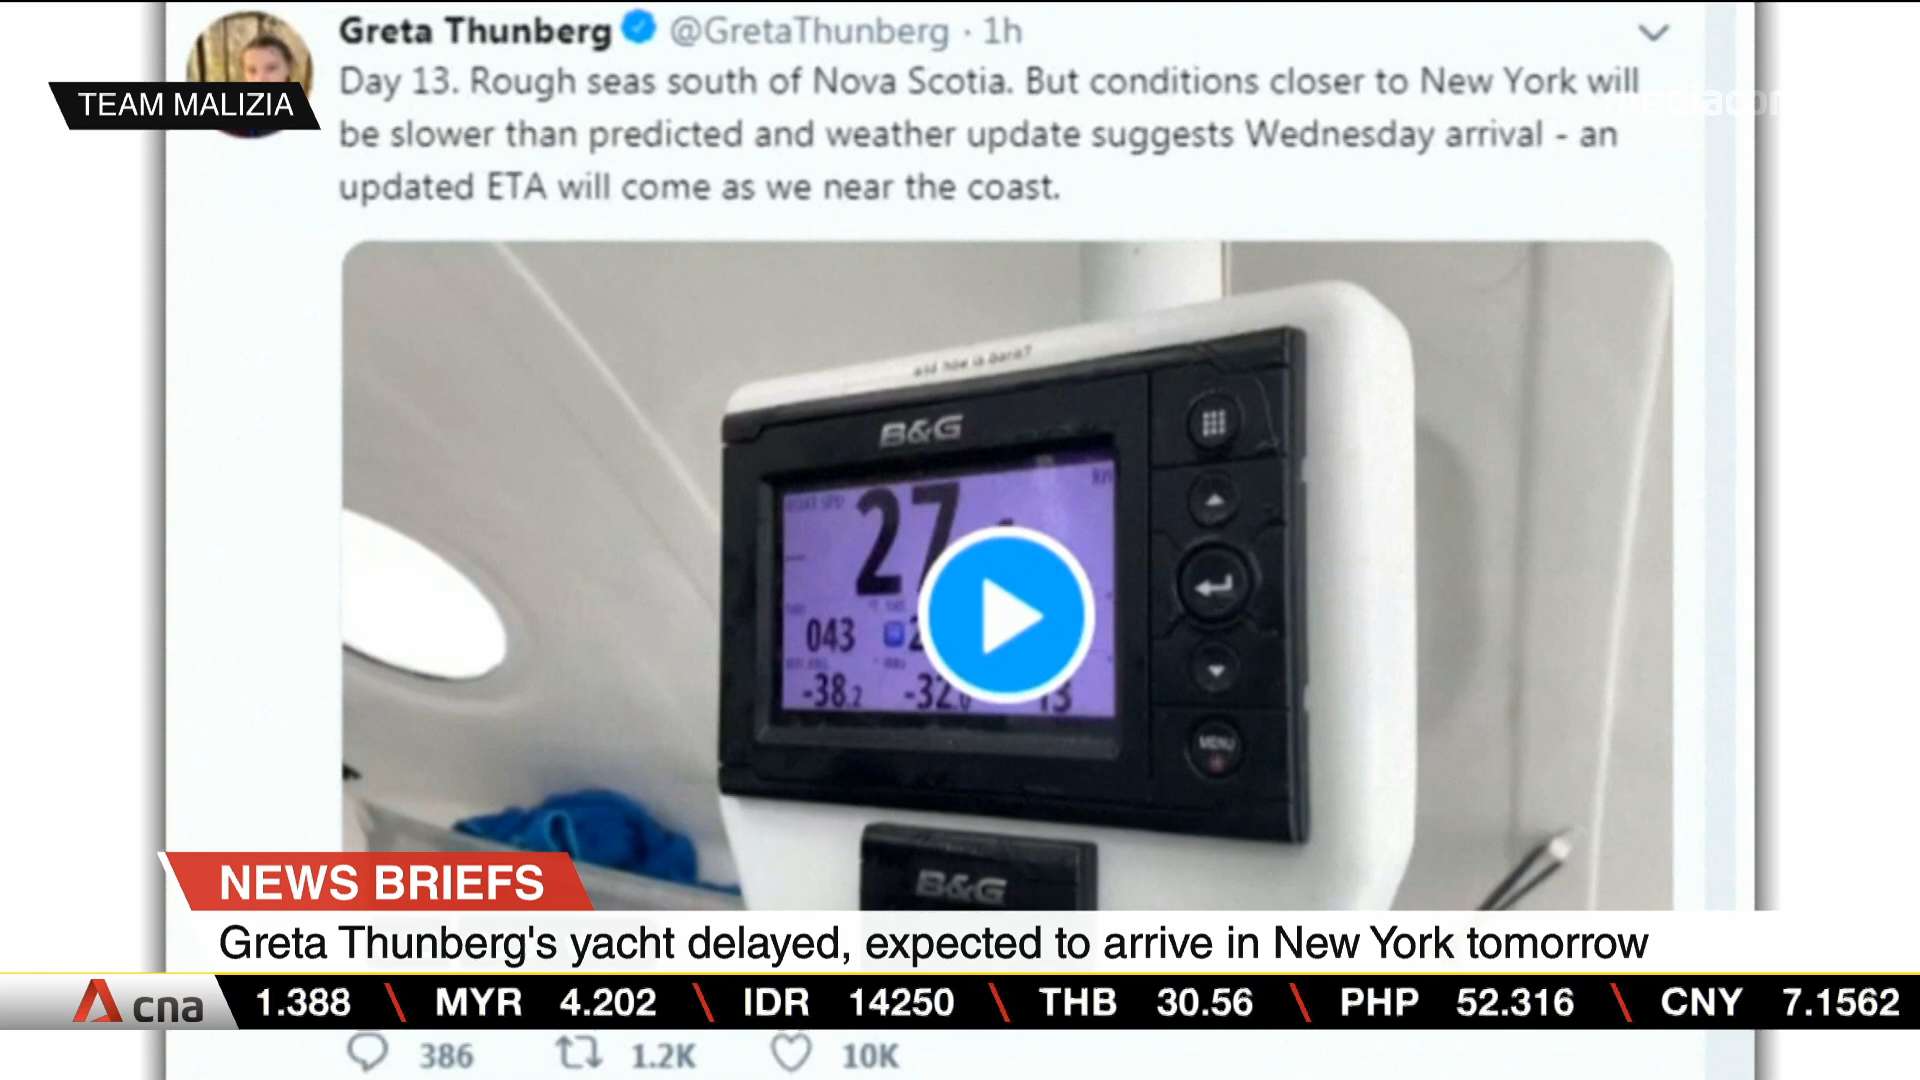 Greta Thunberg @GretaThunberg · 1h
TEAM MALIZIA
Day 13. Rough seas south of Nova Scotia. But conditions closer to New York will
be slower than predicted and weather update suggests Wednesday arrival - an
updated ETA will come as we near the coast.
mediacor
B&G
kn
27
043
-38.2 -32.0 13
MENU
B&G
NEWS BRIEFS
Greta Thunberg's yacht delayed, expected to arrive in New York tomorrow
cna 1.388 \ MYR 4.202 \ IDR 14250 \ THB 30.56 \ PHP 52.316 \ CNY 7.1562
386 1.2K 10K